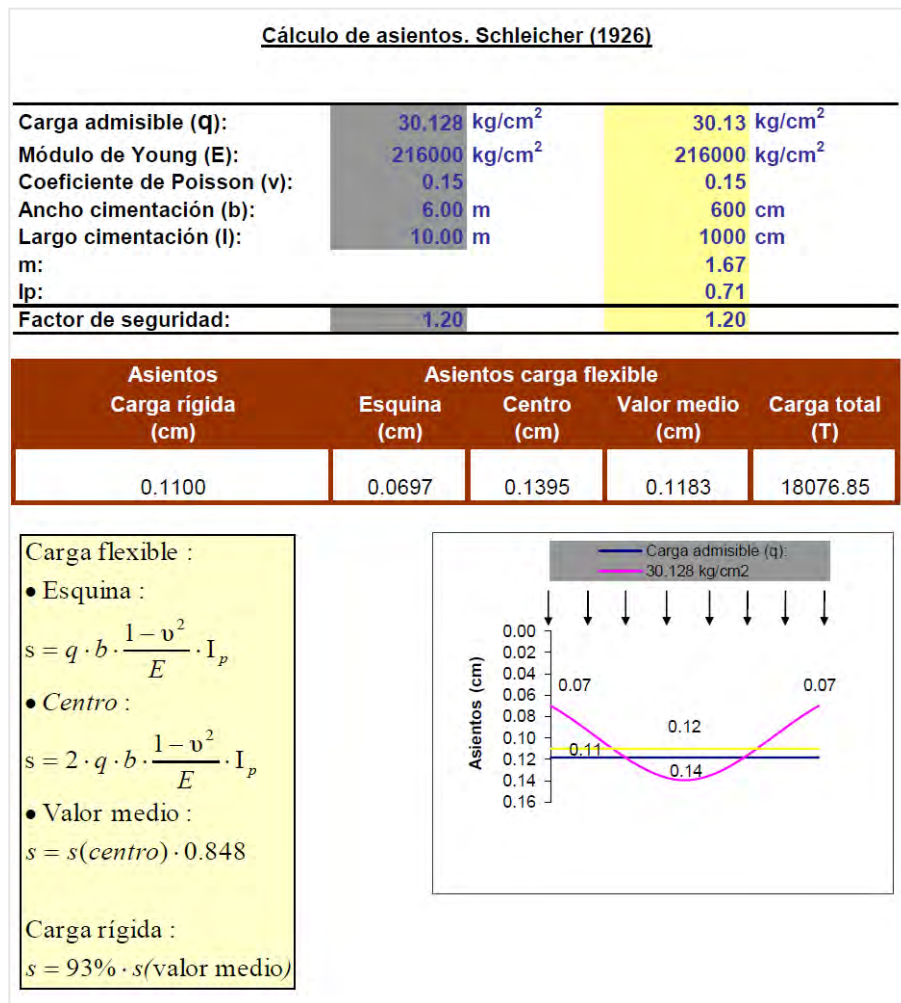 Cálculo de asientos. Schleicher (1926)
Carga admisible (q): 30.128 kg/cm² 30.13 kg/cm²
Módulo de Young (E): 216000 kg/cm² 216000 kg/cm²
Coeficiente de Poisson (v): 0.15 0.15
Ancho cimentación (b): 6.00 m 600 cm
Largo cimentación (l): 10.00 m 1000 cm
m: 1.67
Ip: 0.71
Factor de seguridad: 1.20 1.20
Asientos Asientos carga flexible
Carga rígida Esquina Centro Valor medio Carga total
(cm) (cm) (cm) (cm) (T)
0.1100 0.0697 0.1395 0.1183 18076.85
Carga flexible :
• Esquina :
s = q · b · (1 − υ²)/E · I_p
• Centro :
s = 2 · q · b · (1 − υ²)/E · I_p
• Valor medio :
s = s(centro) · 0.848
Carga rígida :
s = 93% · s(valor medio)
Carga admisible (q):
30.128 kg/cm2
Asientos (cm)
0.00
0.02
0.04
0.06
0.08
0.10
0.12
0.14
0.16
0.07 0.07
0.12
0.11
0.14